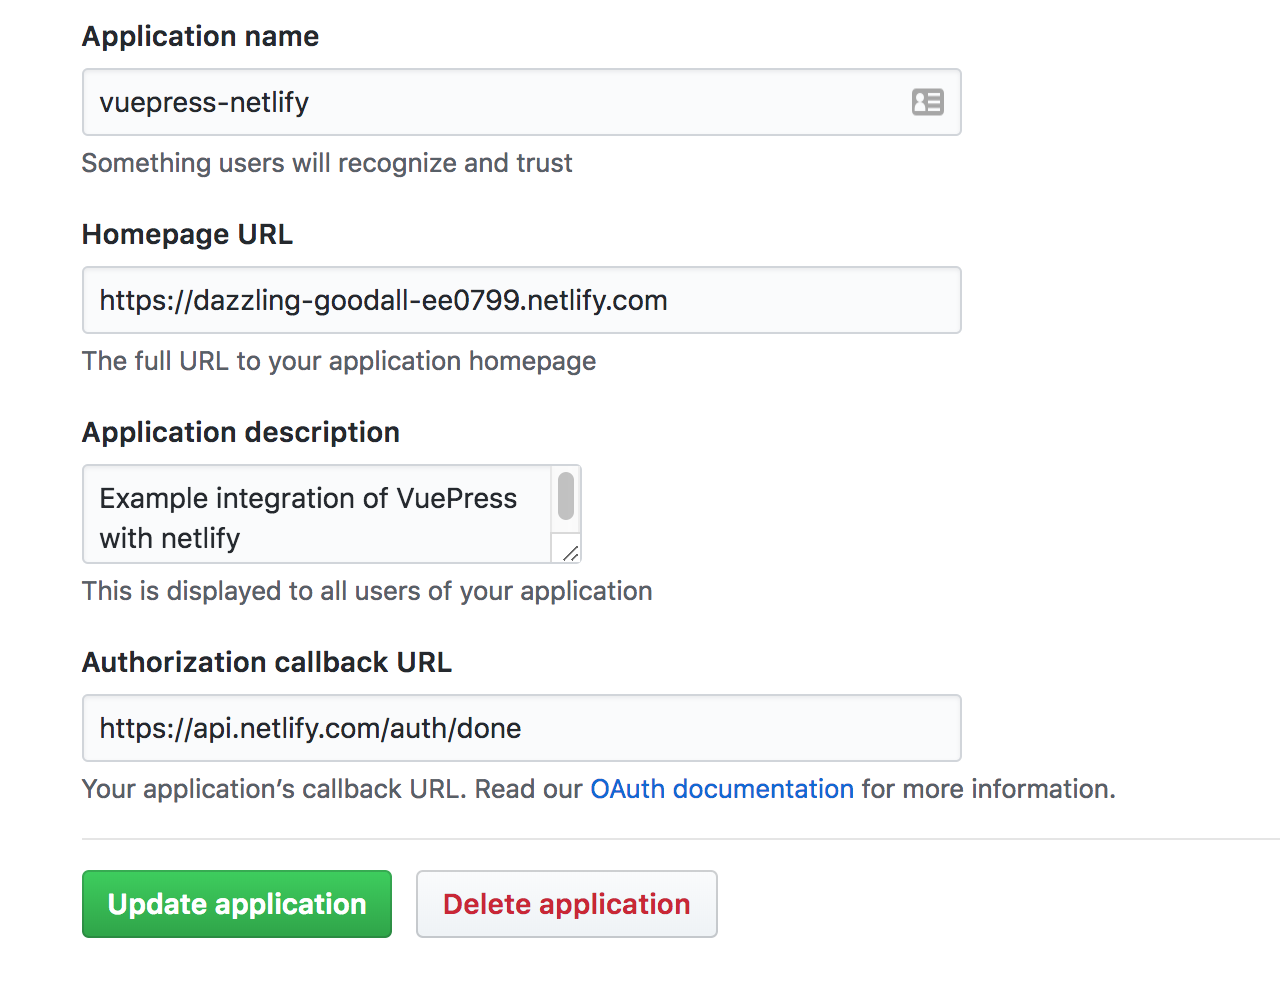 Application name
vuepress-netlify
Something users will recognize and trust
Homepage URL
https://dazzling-goodall-ee0799.netlify.com
The full URL to your application homepage
Application description
Example integration of VuePress
with netlify
This is displayed to all users of your application
Authorization callback URL
https://api.netlify.com/auth/done
Your application’s callback URL. Read our OAuth documentation for more information.
Update application
Delete application